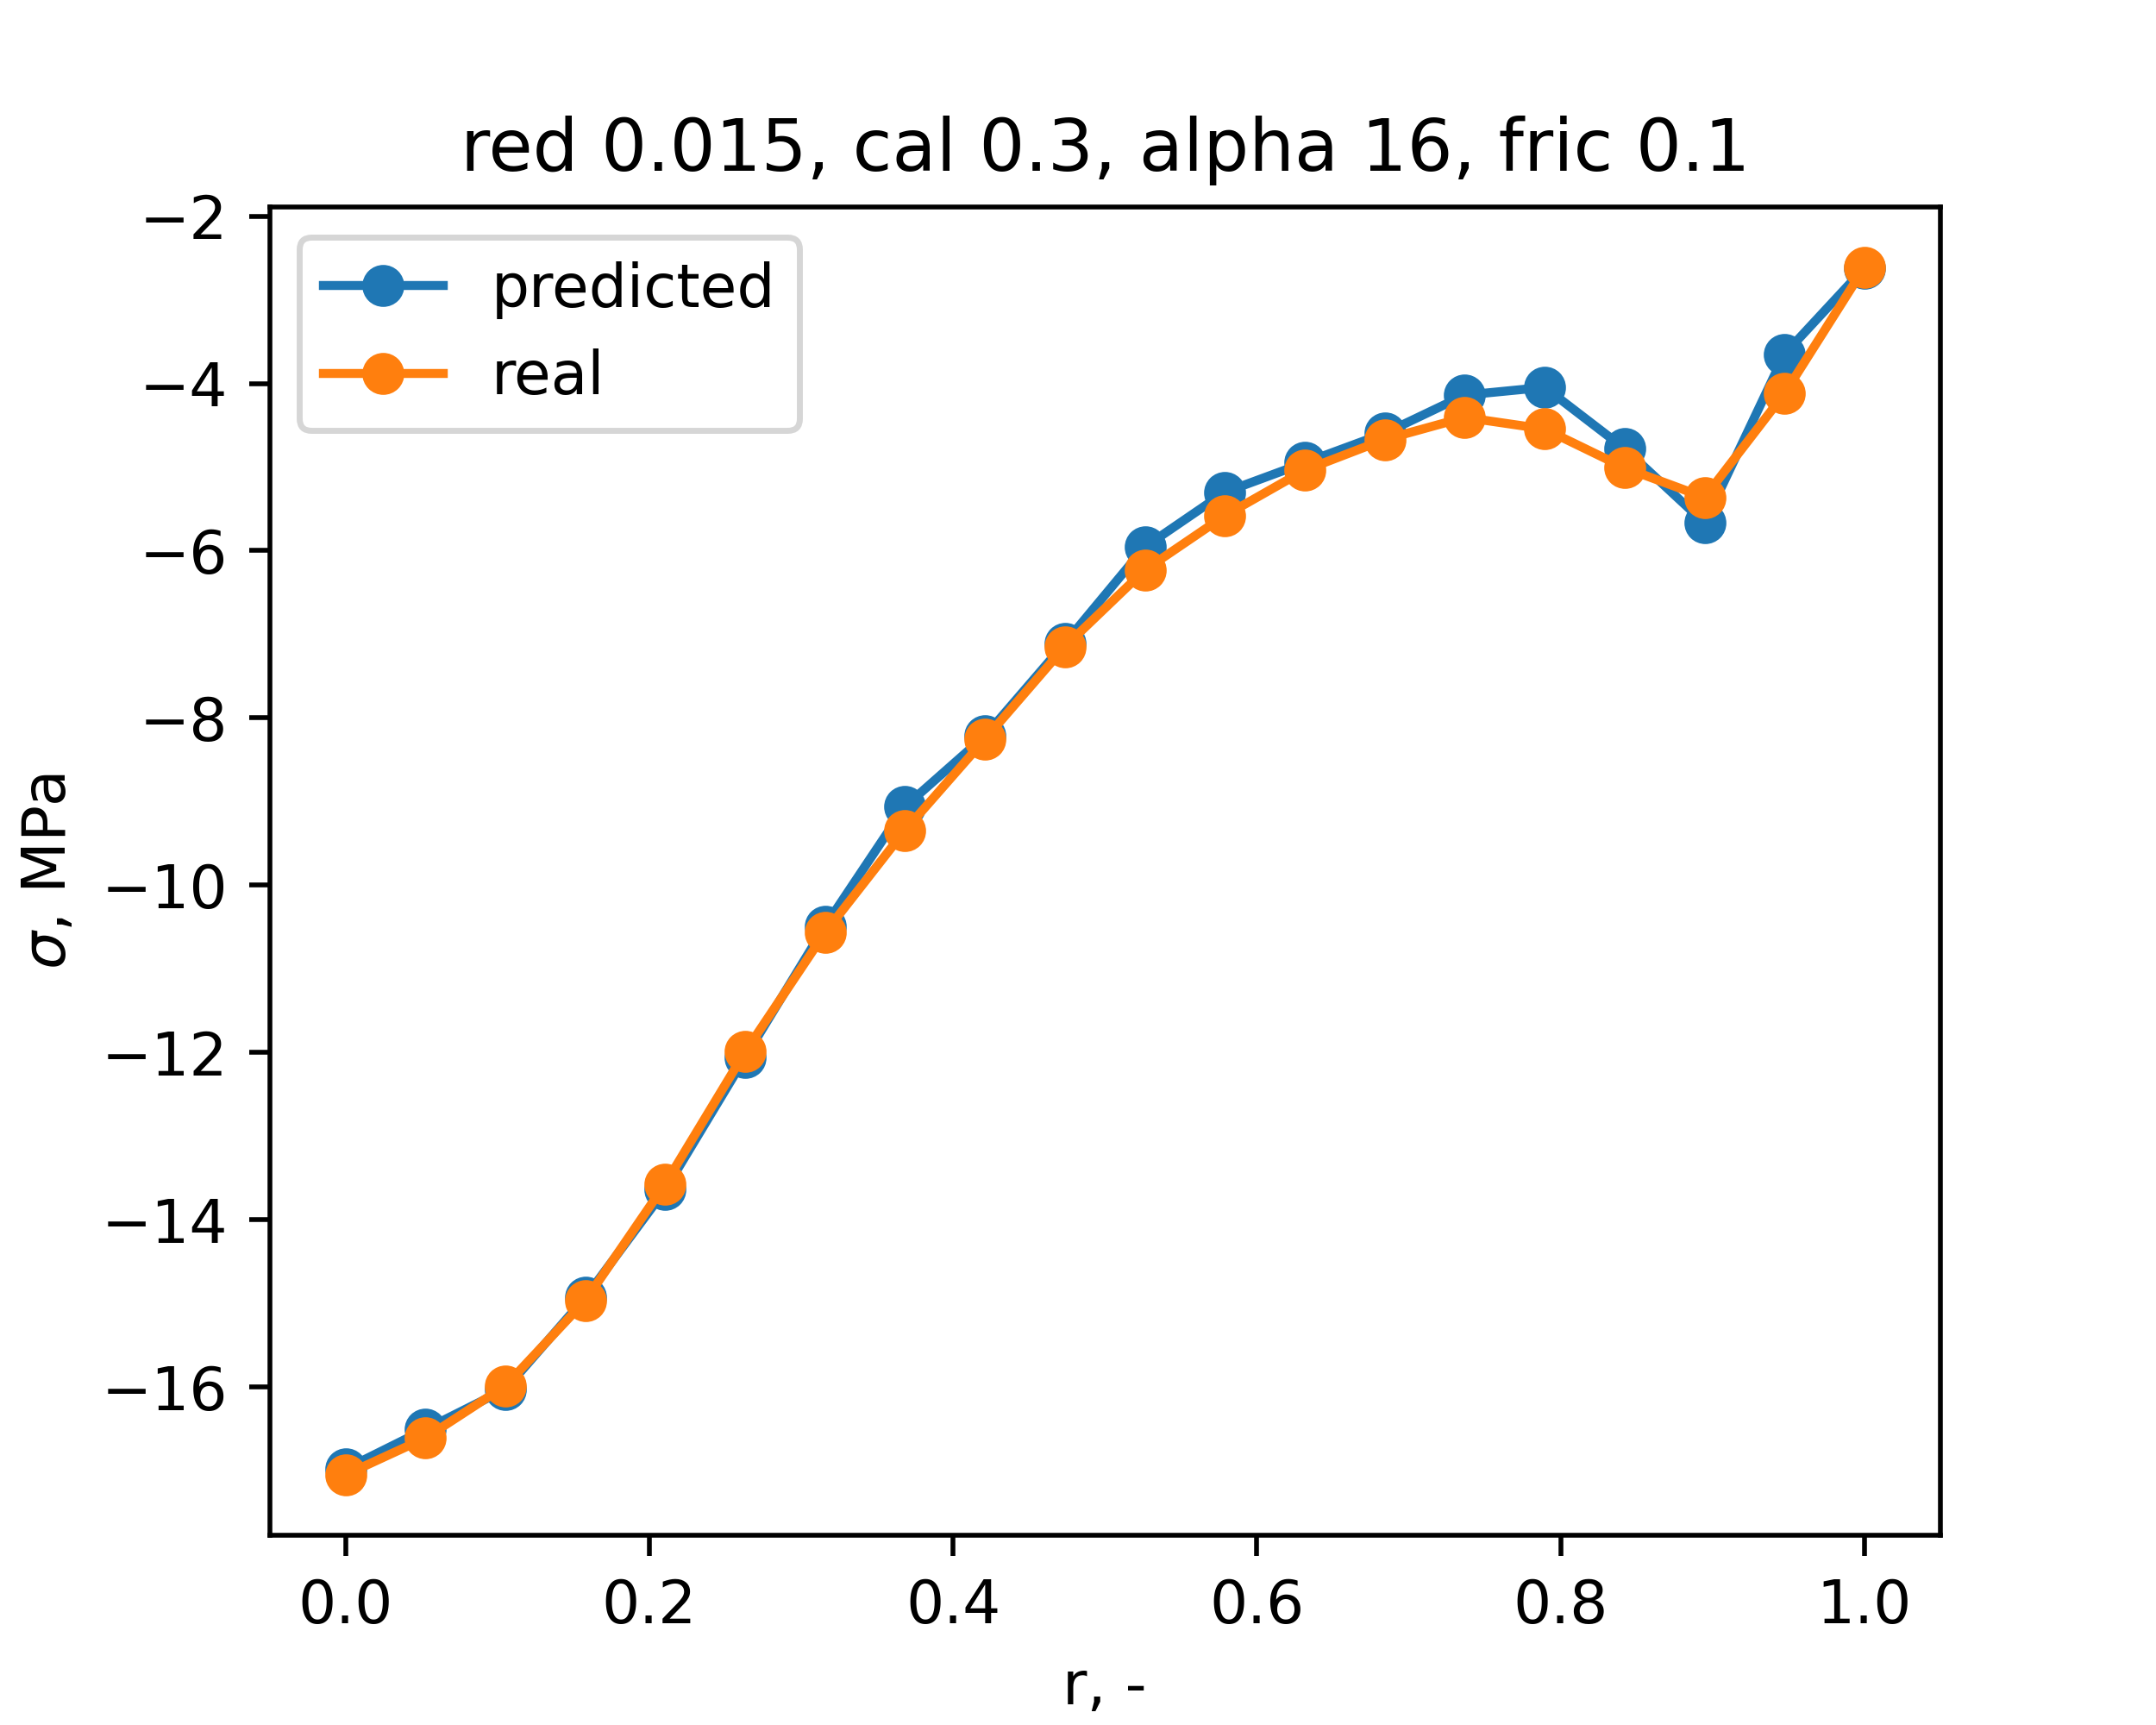 red 0.015, cal 0.3, alpha 16, fric 0.1
predicted
real
−2
−4
−6
−8
−10
−12
−14
−16
σ, MPa
0.0 0.2 0.4 0.6 0.8 1.0
r, -